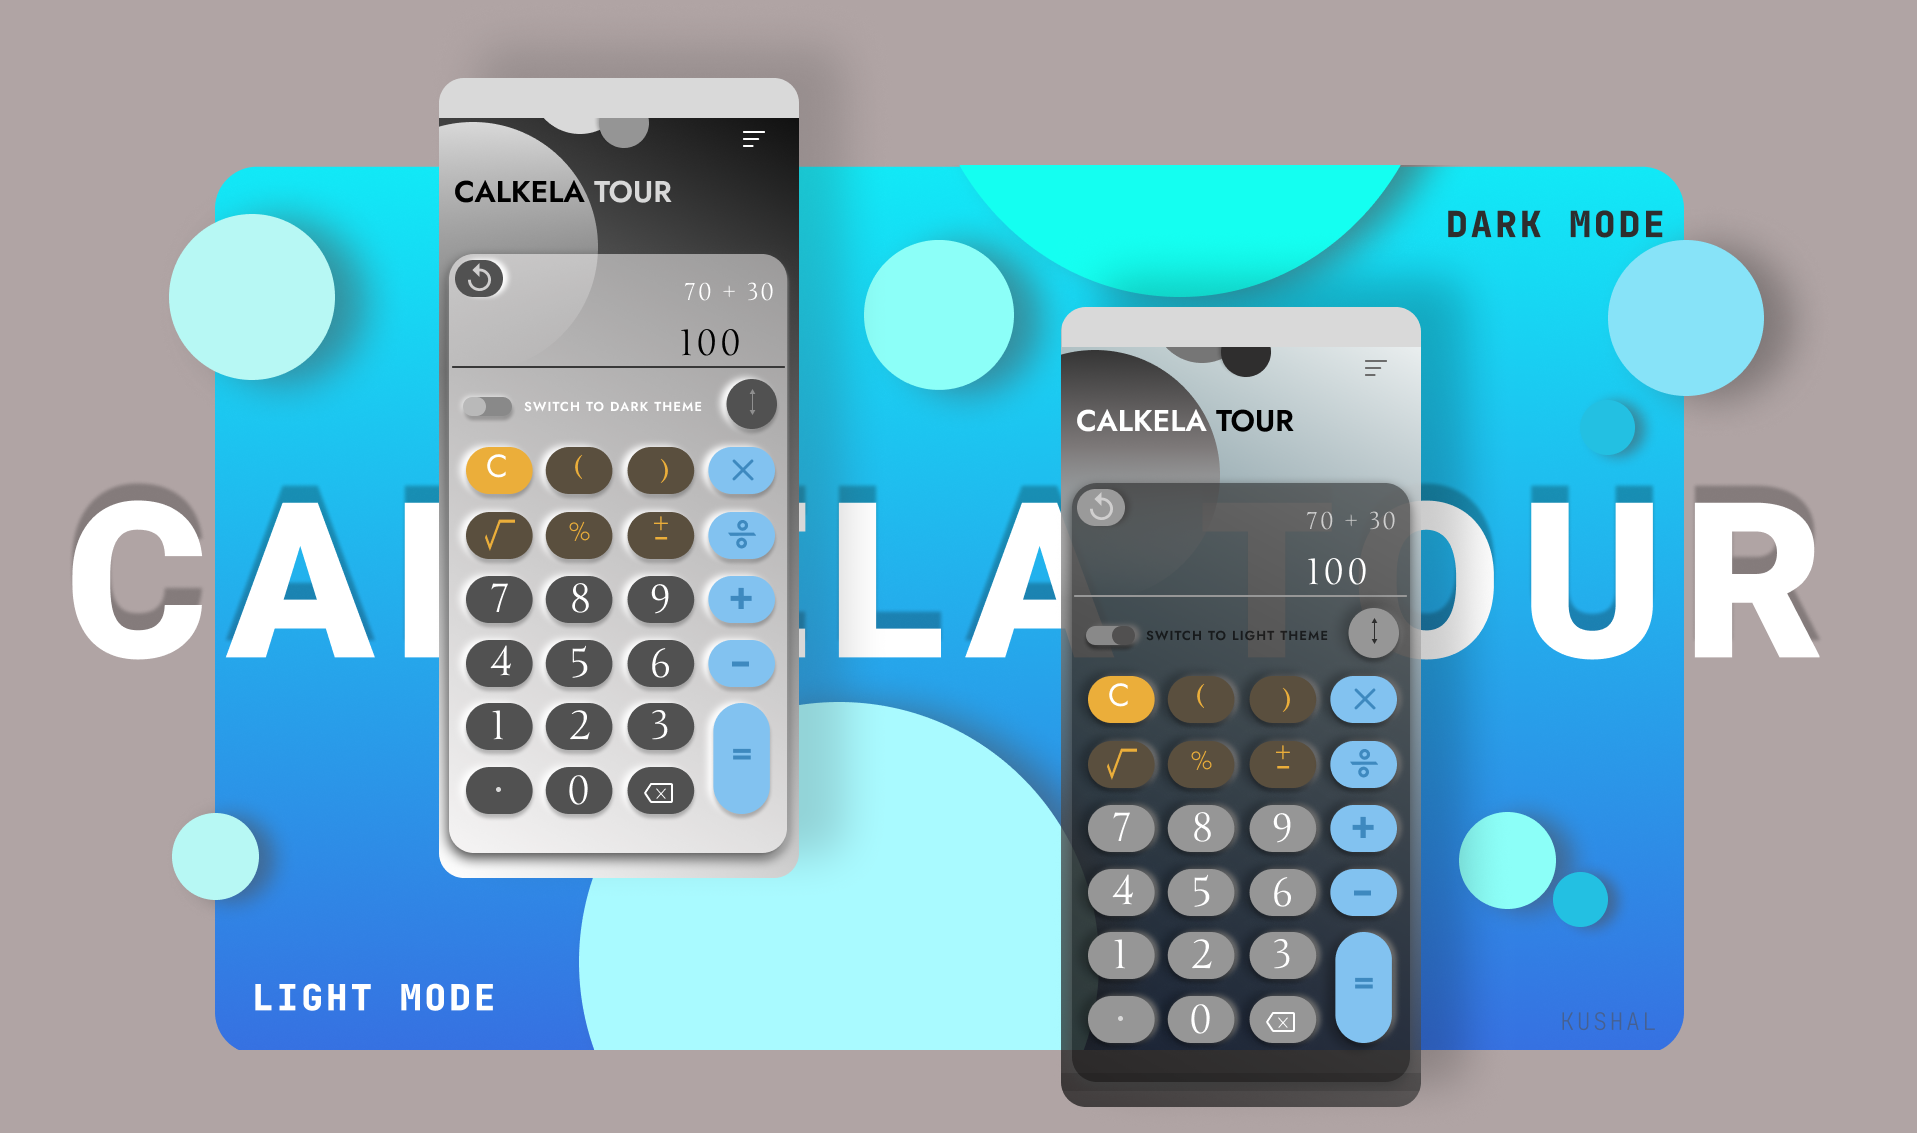 CALKELA TOUR
DARK MODE
LIGHT MODE
KUSHAL
CALKELA TOUR
70 + 30
100
SWITCH TO DARK THEME
C ( ) ×
√ % ± ÷
7 8 9 +
4 5 6 −
1 2 3 =
· 0
CALKELA TOUR
70 + 30
100
SWITCH TO LIGHT THEME
C ( ) ×
√ % ± ÷
7 8 9 +
4 5 6 −
1 2 3 =
· 0